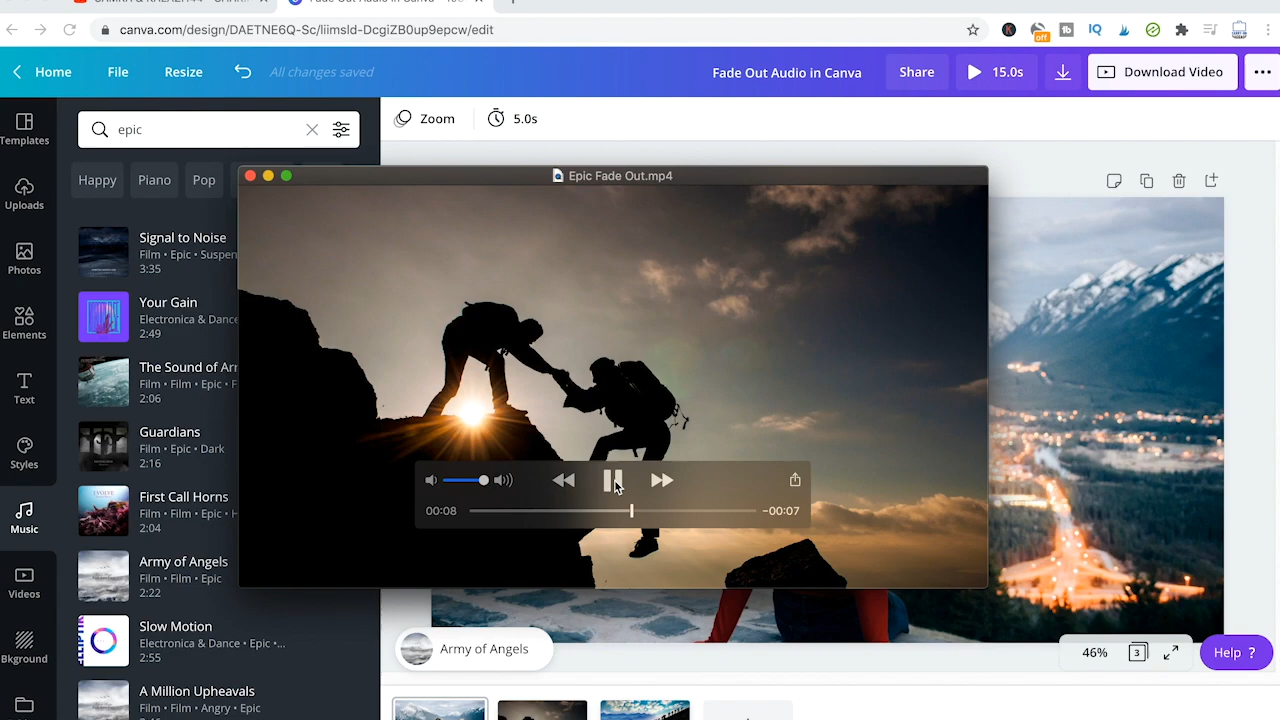 canva.com/design/DAETNE6Q-Sc/liimsId-DcgiZB0up9epcw/edit
off
tb
IQ
Home
File
Resize
All changes saved
Fade Out Audio in Canva
Share
15.0s
Download Video
Templates
epic
Zoom
5.0s
Happy
Piano
Pop
Epic Fade Out.mp4
Uploads
Photos
Elements
Text
Styles
Music
Videos
Bkground
Signal to Noise
Film • Epic • Suspen
3:35
Your Gain
Electronica & Dance
2:49
The Sound of Arr
Film • Film • Epic • F
2:06
Guardians
Film • Epic • Dark
2:16
First Call Horns
Film • Epic • Film • H
2:04
Army of Angels
Film • Film • Epic
2:22
Slow Motion
Electronica & Dance • Epic •...
2:55
A Million Upheavals
Film • Film • Angry • Epic
00:08
-00:07
Army of Angels
46%
3
Help ?